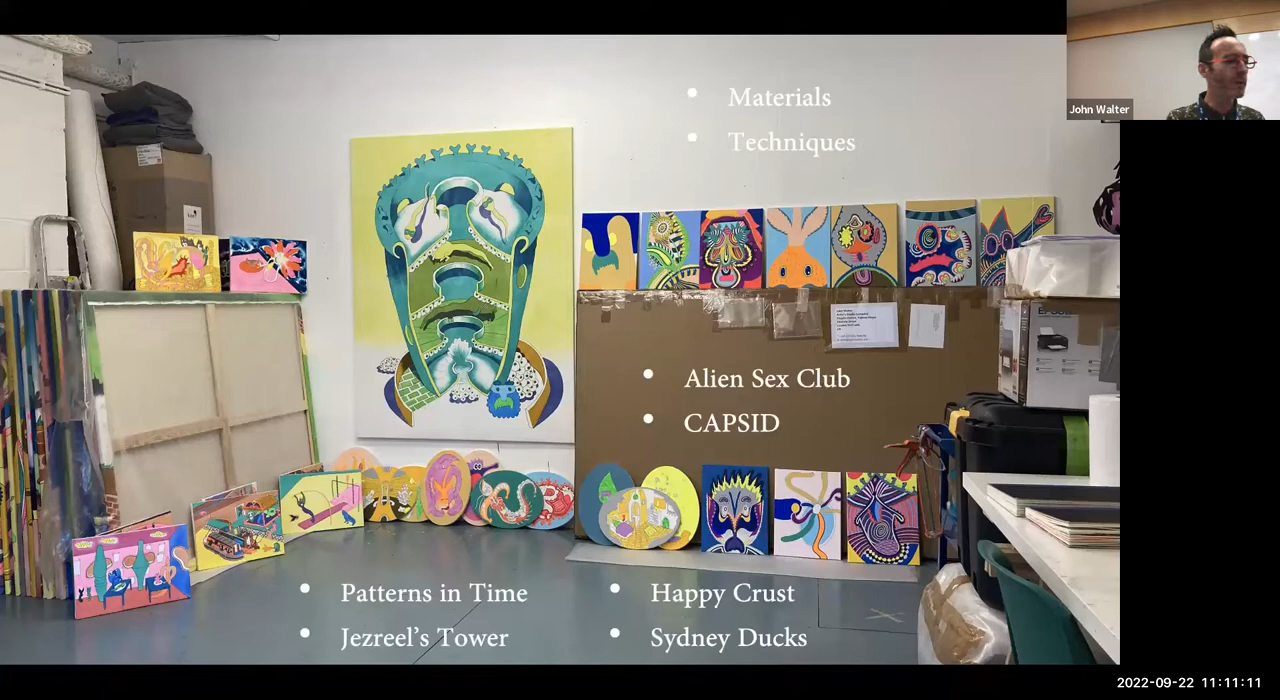 Materials
Techniques
John Walter
EPSON
Alien Sex Club
CAPSID
Patterns in Time
Happy Crust
Jezreel's Tower
Sydney Ducks
2022-09-22 11:11:11